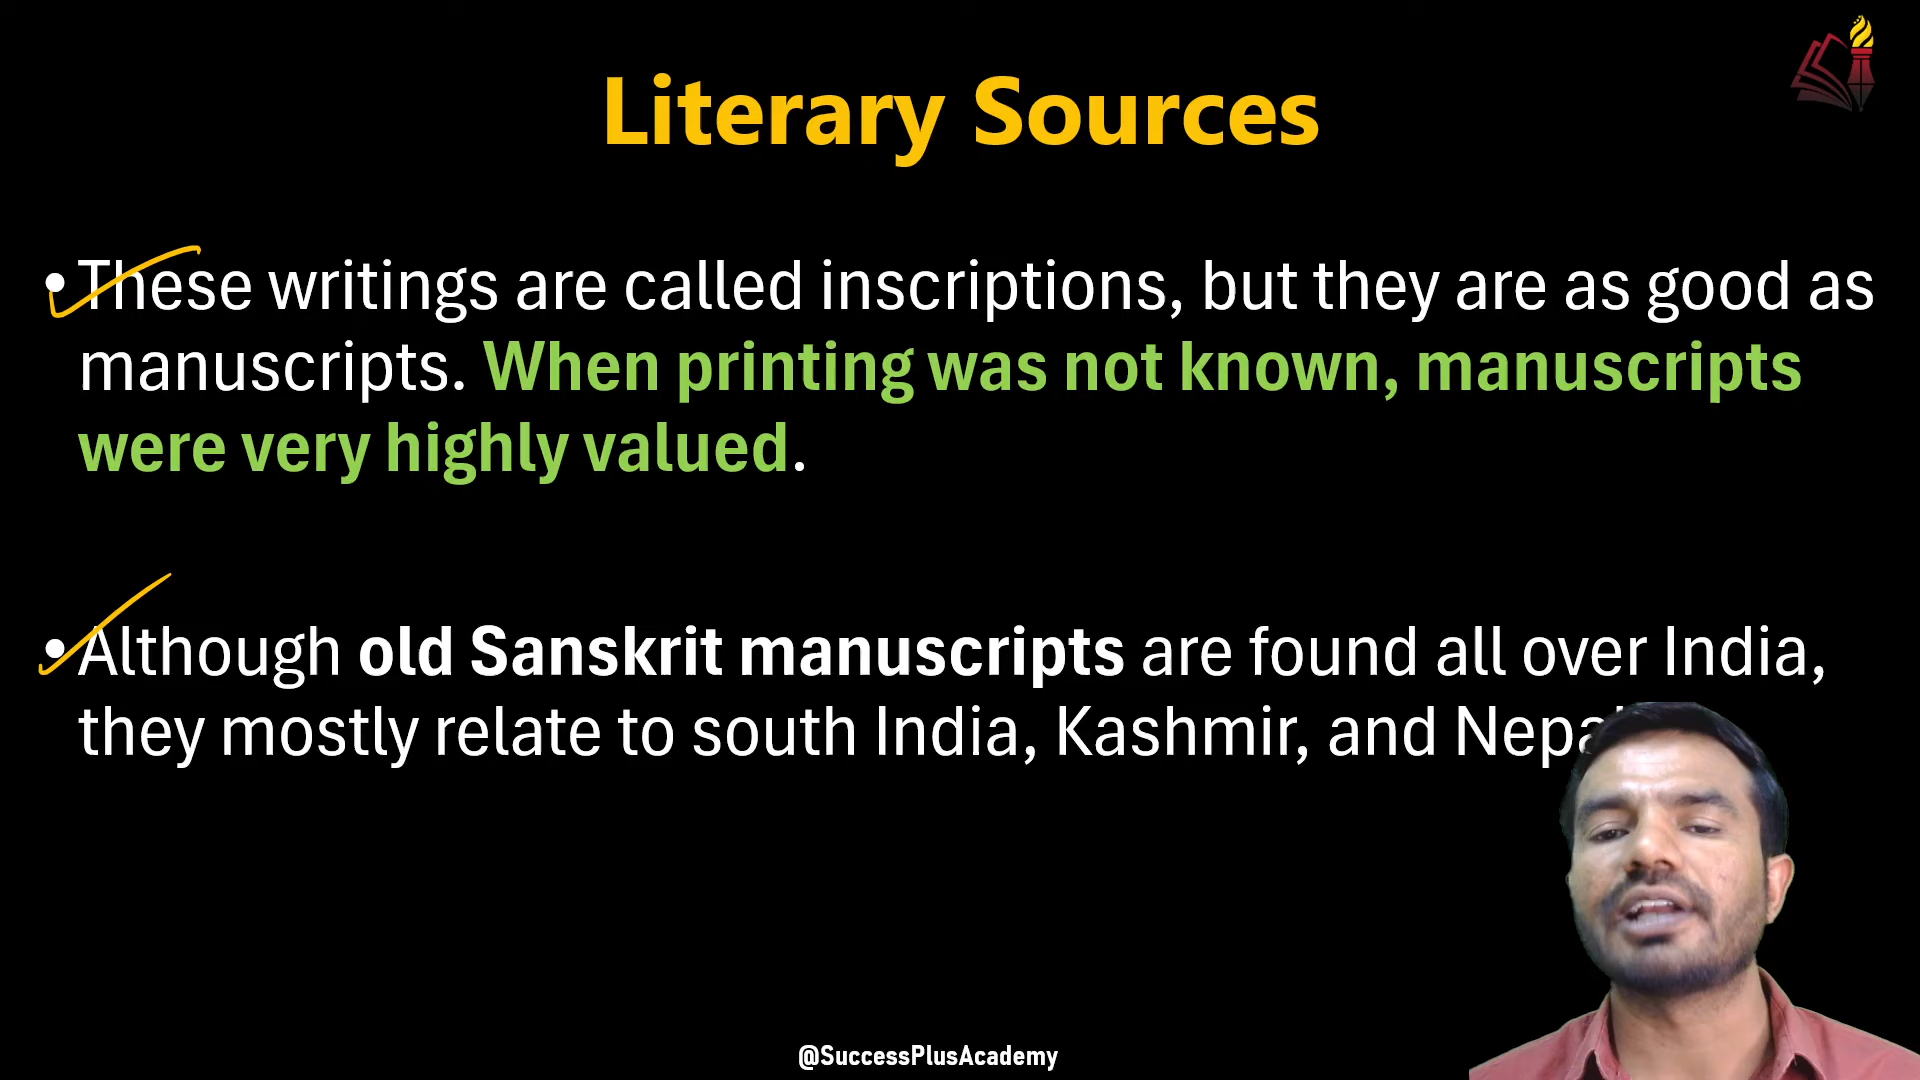 Literary Sources
• These writings are called inscriptions, but they are as good as
manuscripts. When printing was not known, manuscripts
were very highly valued.
• Although old Sanskrit manuscripts are found all over India,
they mostly relate to south India, Kashmir, and
@SuccessPlusAcademy